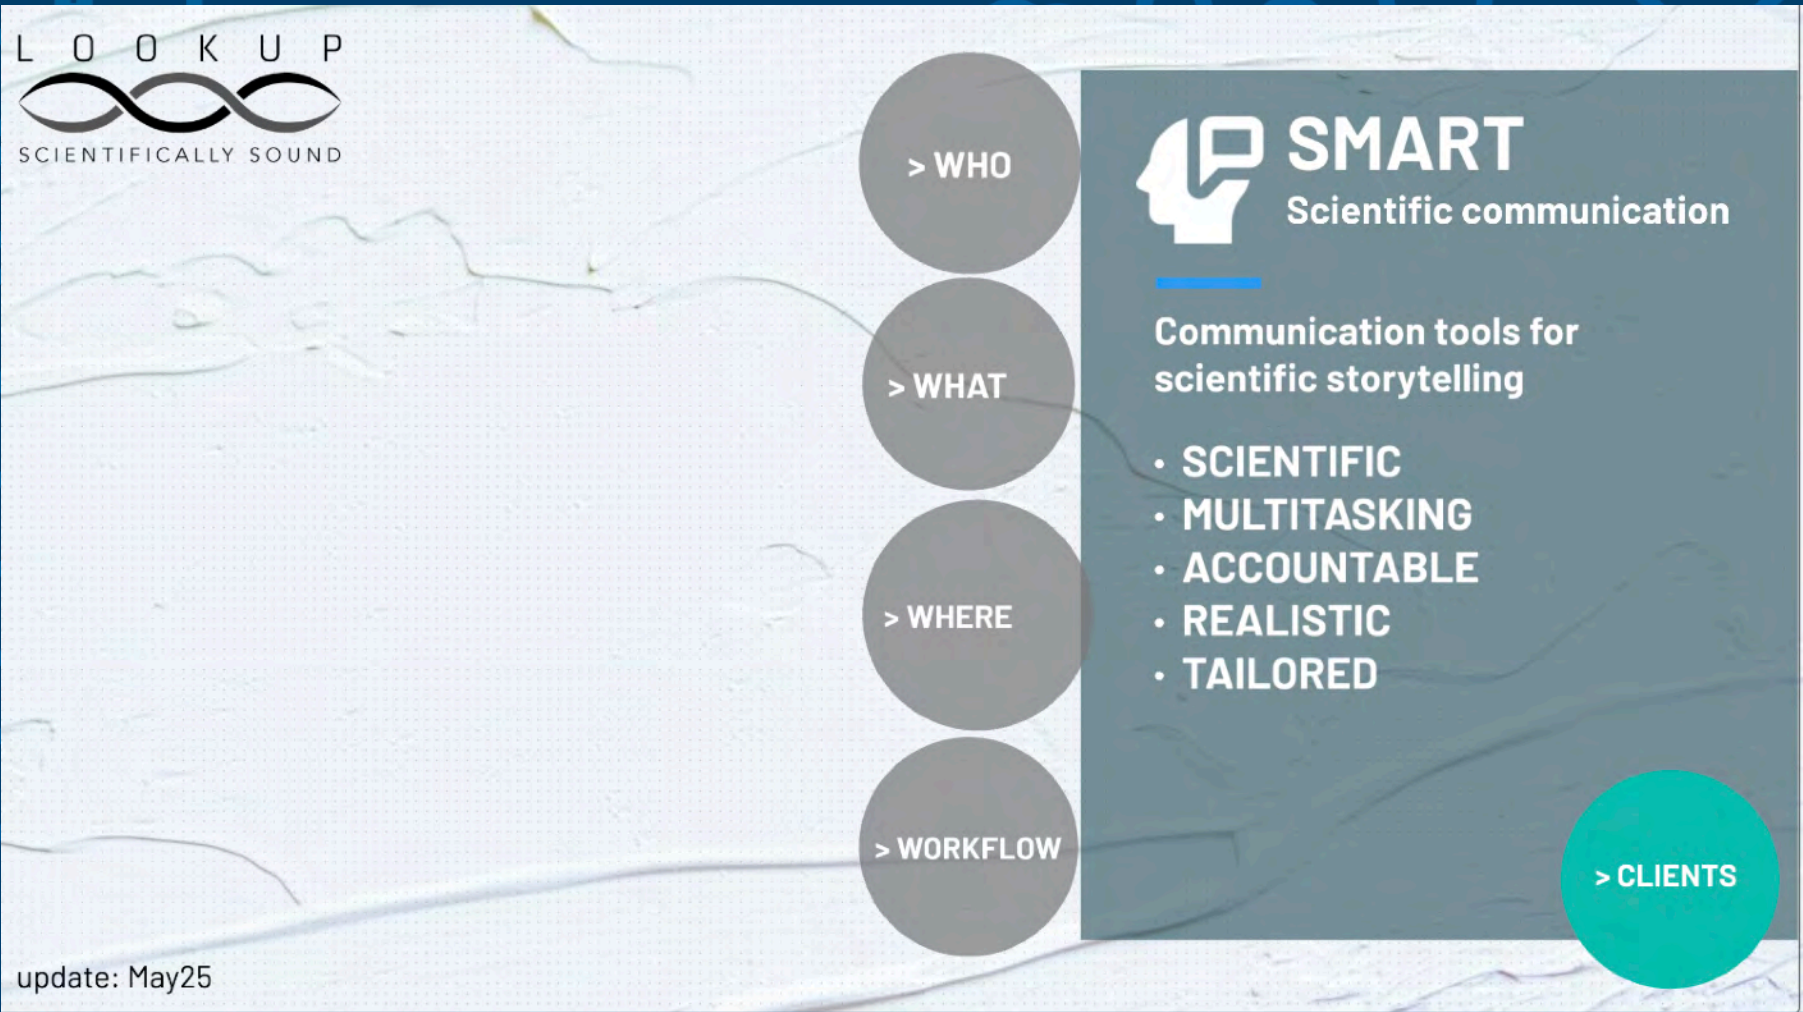 LOOKUP
SCIENTIFICALLY SOUND
> WHO
> WHAT
> WHERE
> WORKFLOW
SMART
Scientific communication
Communication tools for
scientific storytelling
• SCIENTIFIC
• MULTITASKING
• ACCOUNTABLE
• REALISTIC
• TAILORED
> CLIENTS
update: May25